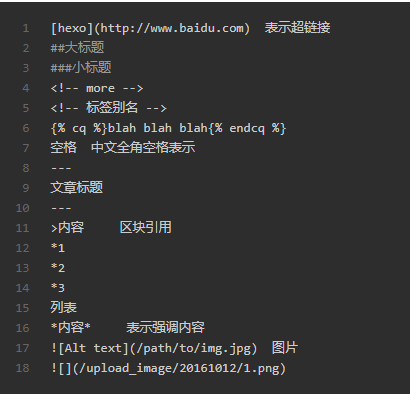 1 [hexo](http://www.baidu.com)  表示超链接
2 ##大标题
3 ###小标题
4 <!-- more -->
5 <!-- 标签别名 -->
6 {% cq %}blah blah blah{% endcq %}
7 空格  中文全角空格表示
8 ---
9 文章标题
10 ---
11 >内容     区块引用
12 *1
13 *2
14 *3
15 列表
16 *内容*     表示强调内容
17 ![Alt text](/path/to/img.jpg)  图片
18 ![](/upload_image/20161012/1.png)